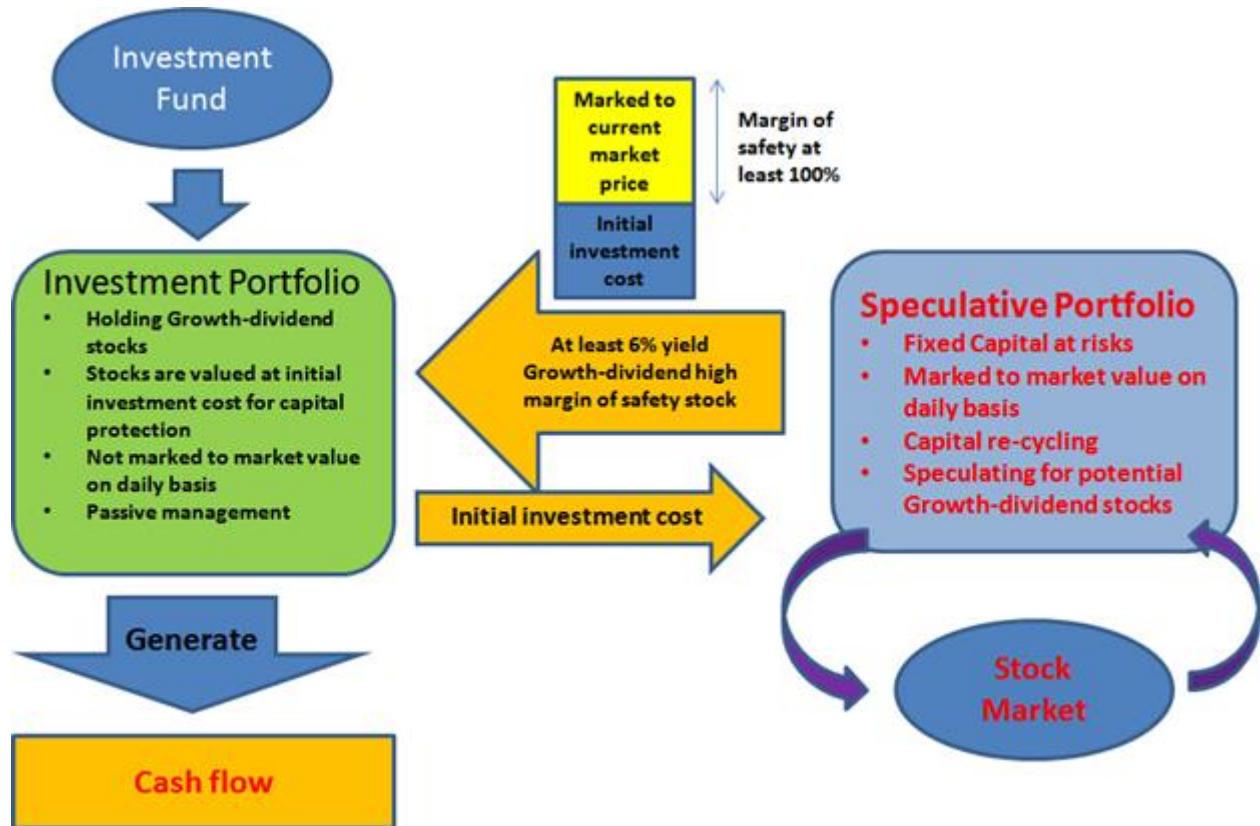 Investment
Fund
Marked to
current
market
price
Margin of
safety at
least 100%
Initial
investment
cost
Investment Portfolio
• Holding Growth-dividend
stocks
• Stocks are valued at initial
investment cost for capital
protection
• Not marked to market value
on daily basis
• Passive management
At least 6% yield
Growth-dividend high
margin of safety stock
Initial investment cost
Speculative Portfolio
• Fixed Capital at risks
• Marked to market value on
daily basis
• Capital re-cycling
• Speculating for potential
Growth-dividend stocks
Generate
Cash flow
Stock
Market